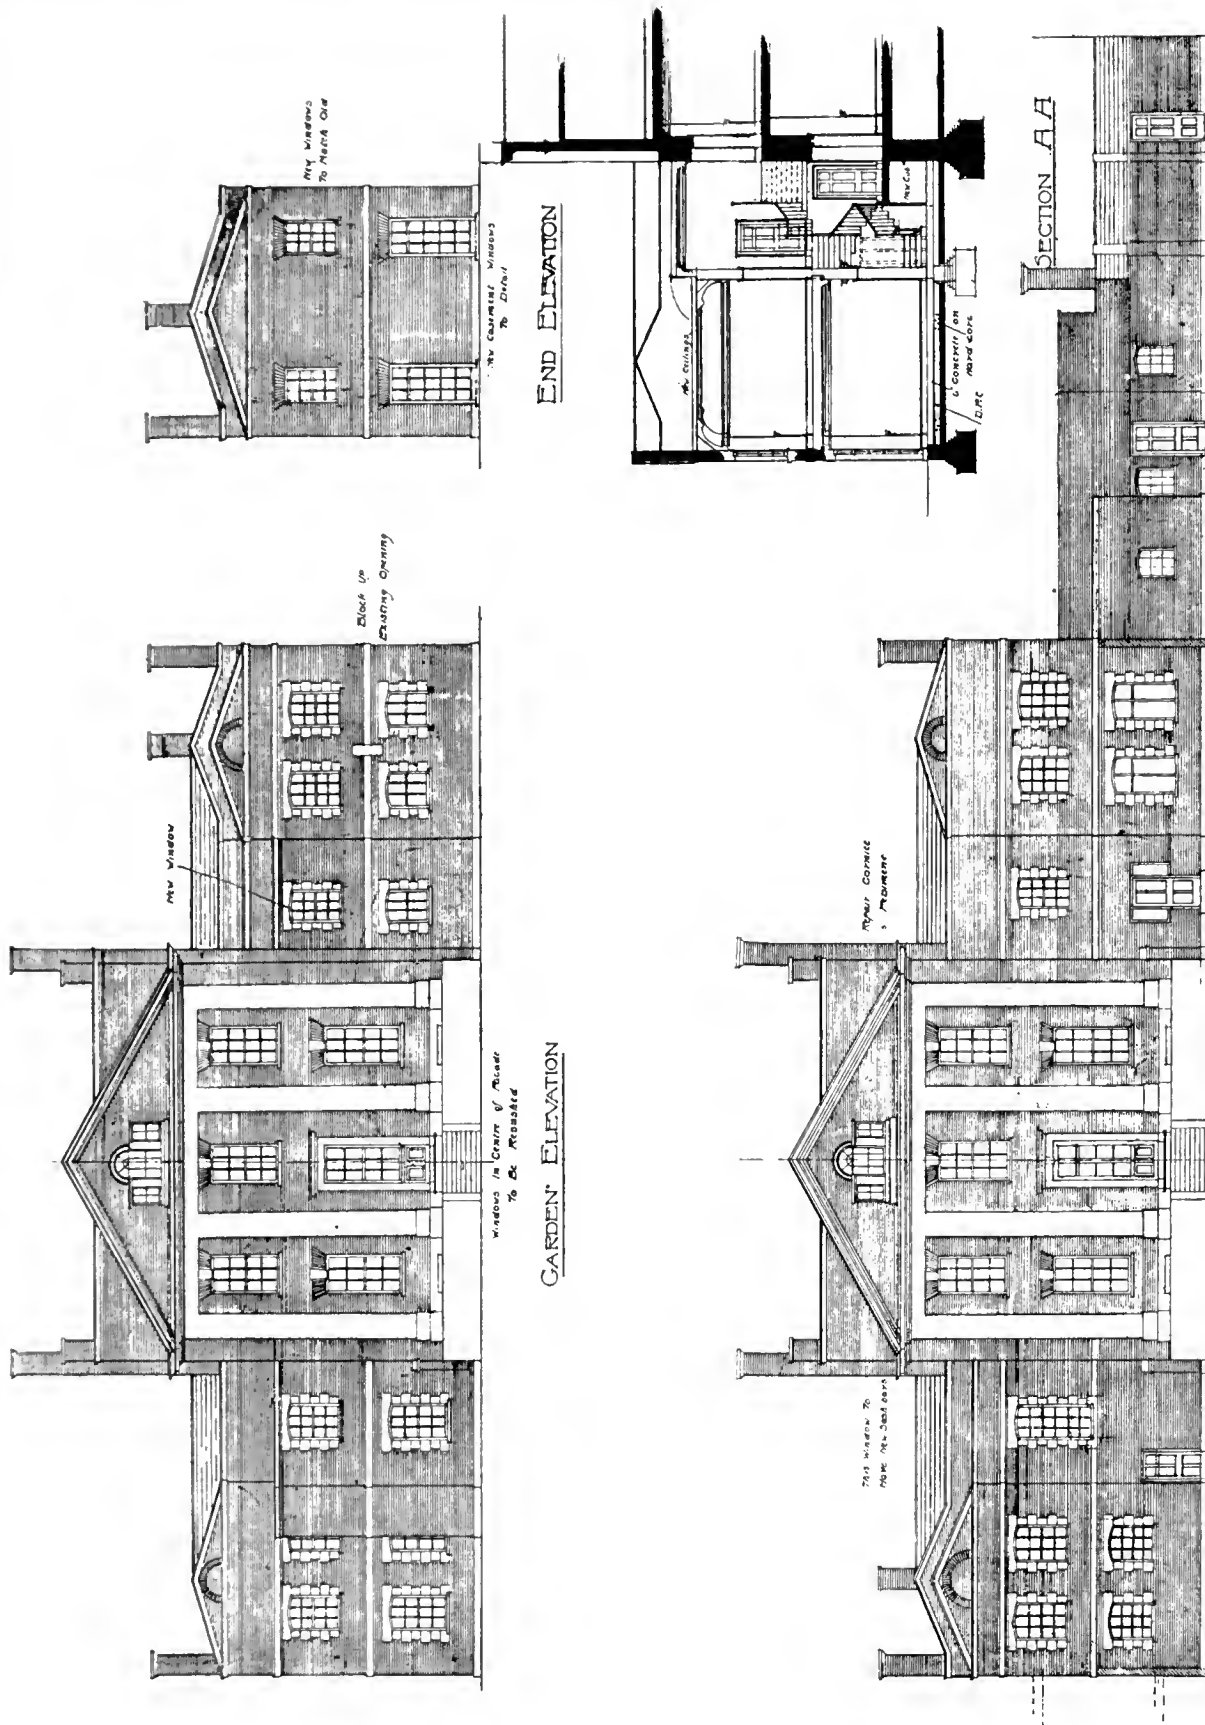 New Window
Block Up
Existing Opening
New Windows
To Match Old
Windows in Centre of Facade
To Be Resashed
New Casement Windows
To Detail
GARDEN ELEVATION
END ELEVATION
This Window To
Have New Sash bars
Repair Cornice
& Pediment
New Ceilings
6" Concrete on
Hard Core
D.P.C
SECTION A A